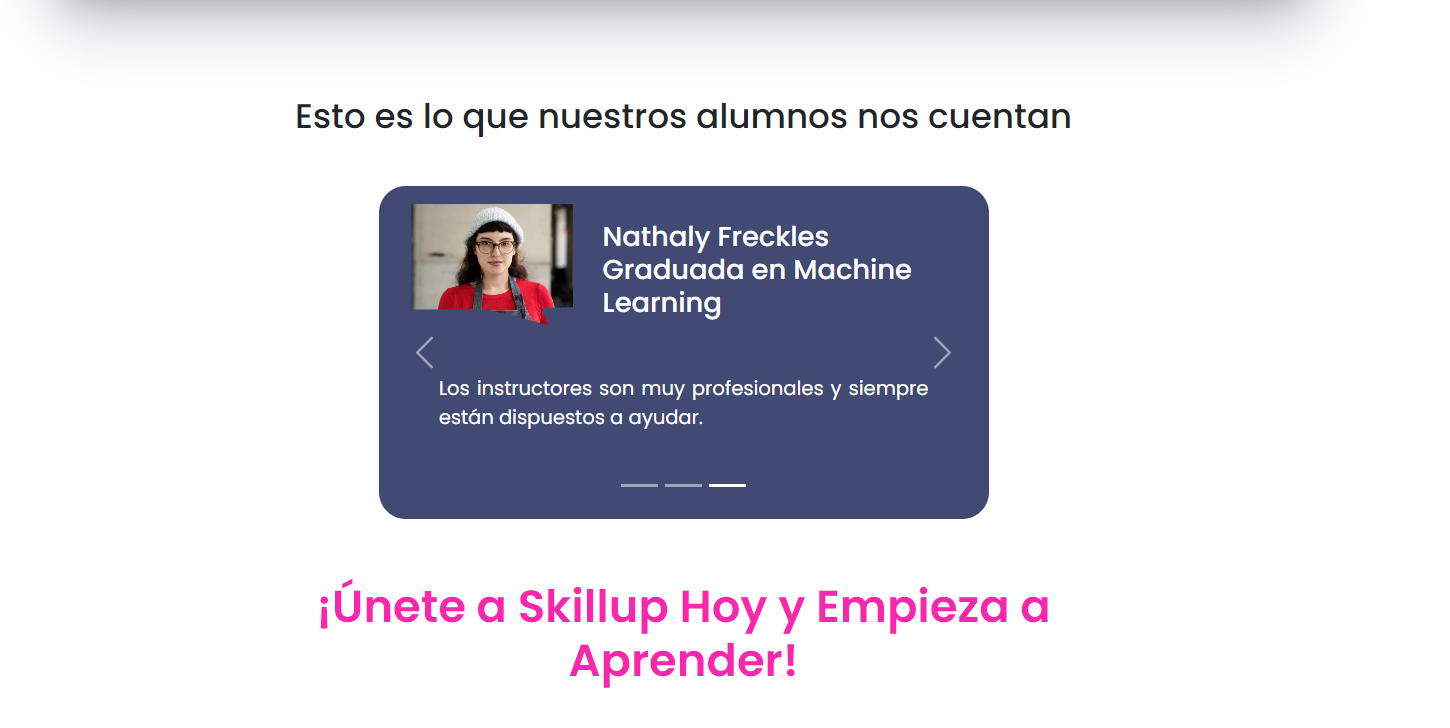 Esto es lo que nuestros alumnos nos cuentan
Nathaly Freckles
Graduada en Machine
Learning
Los instructores son muy profesionales y siempre
están dispuestos a ayudar.
¡Únete a Skillup Hoy y Empieza a
Aprender!